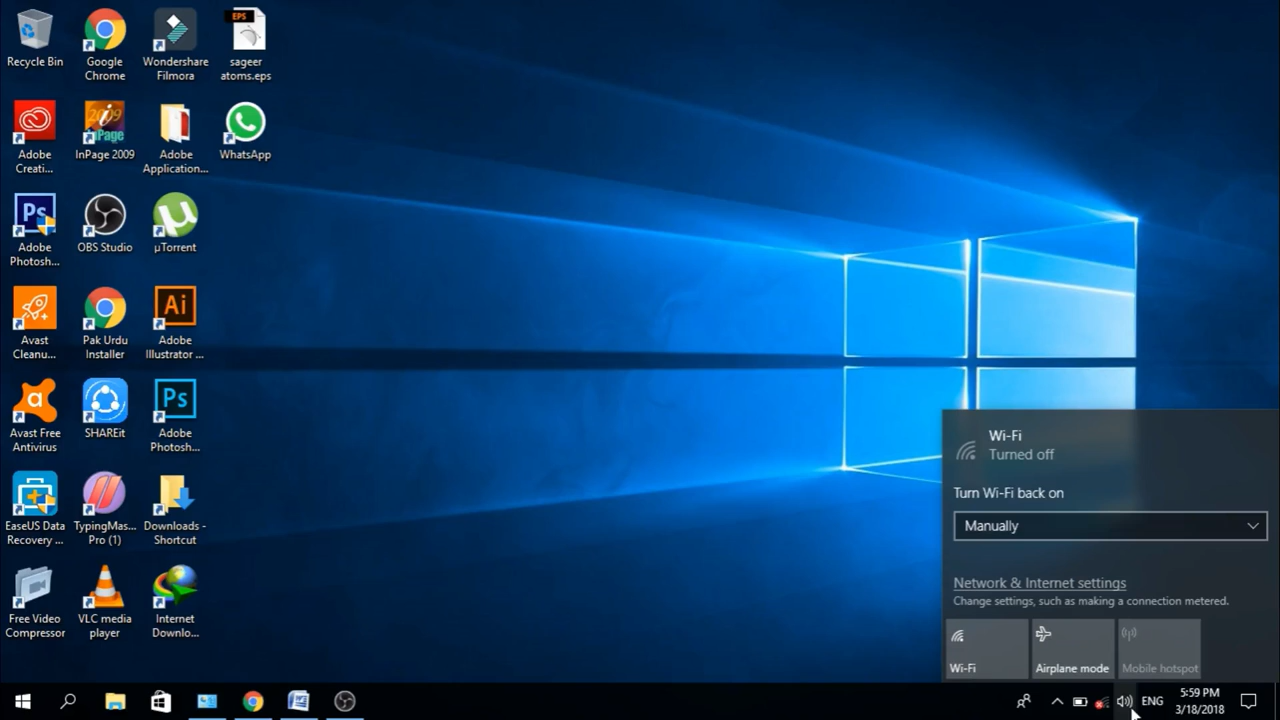 Recycle Bin
Google
Chrome
Wondershare
Filmora
EPS
sageer
atoms.eps
Adobe
Creati...
2009
InPage
InPage 2009
Adobe
Application...
WhatsApp
Ps
Adobe
Photosh...
OBS Studio
µ
µTorrent
Avast
Cleanu...
Pak Urdu
Installer
Ai
Adobe
Illustrator ...
a
Avast Free
Antivirus
SHAREit
Ps
Adobe
Photosh...
EaseUS Data
Recovery ...
TypingMas...
Pro (1)
Downloads -
Shortcut
Free Video
Compressor
VLC media
player
Internet
Downlo...
Wi-Fi
Turned off
Turn Wi-Fi back on
Manually
Network & Internet settings
Change settings, such as making a connection metered.
Wi-Fi
Airplane mode
Mobile hotspot
ENG
5:59 PM
3/18/2018